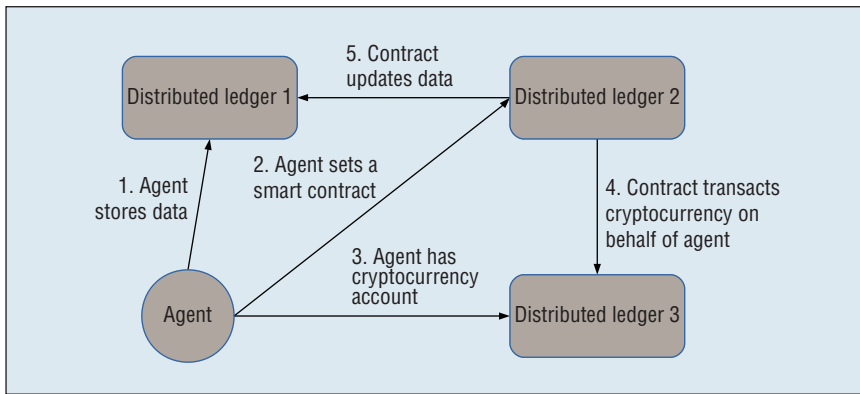 5. Contract
updates data
Distributed ledger 1
Distributed ledger 2
2. Agent sets a
smart contract
1. Agent
stores data
4. Contract transacts
cryptocurrency on
behalf of agent
3. Agent has
cryptocurrency
account
Agent
Distributed ledger 3